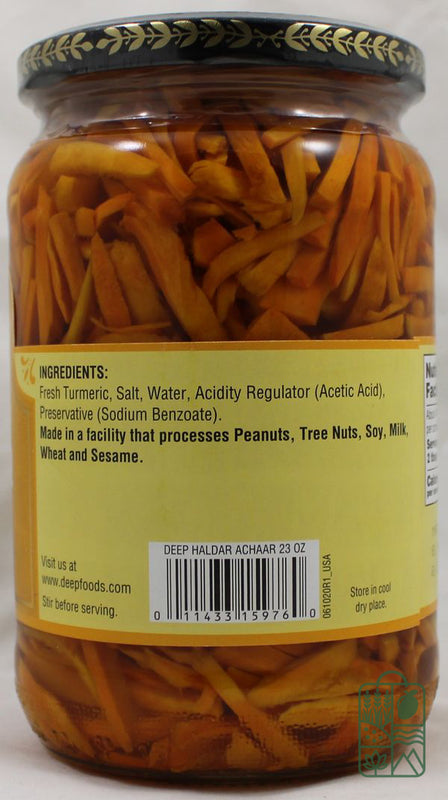 INGREDIENTS:
Fresh Turmeric, Salt, Water, Acidity Regulator (Acetic Acid),
Preservative (Sodium Benzoate).
Made in a facility that processes Peanuts, Tree Nuts, Soy, Milk,
Wheat and Sesame.
Visit us at
www.deepfoods.com
Stir before serving.
DEEP HALDAR ACHAAR 23 OZ
0 11433 15976 0
061020R1_USA
Store in cool
dry place.